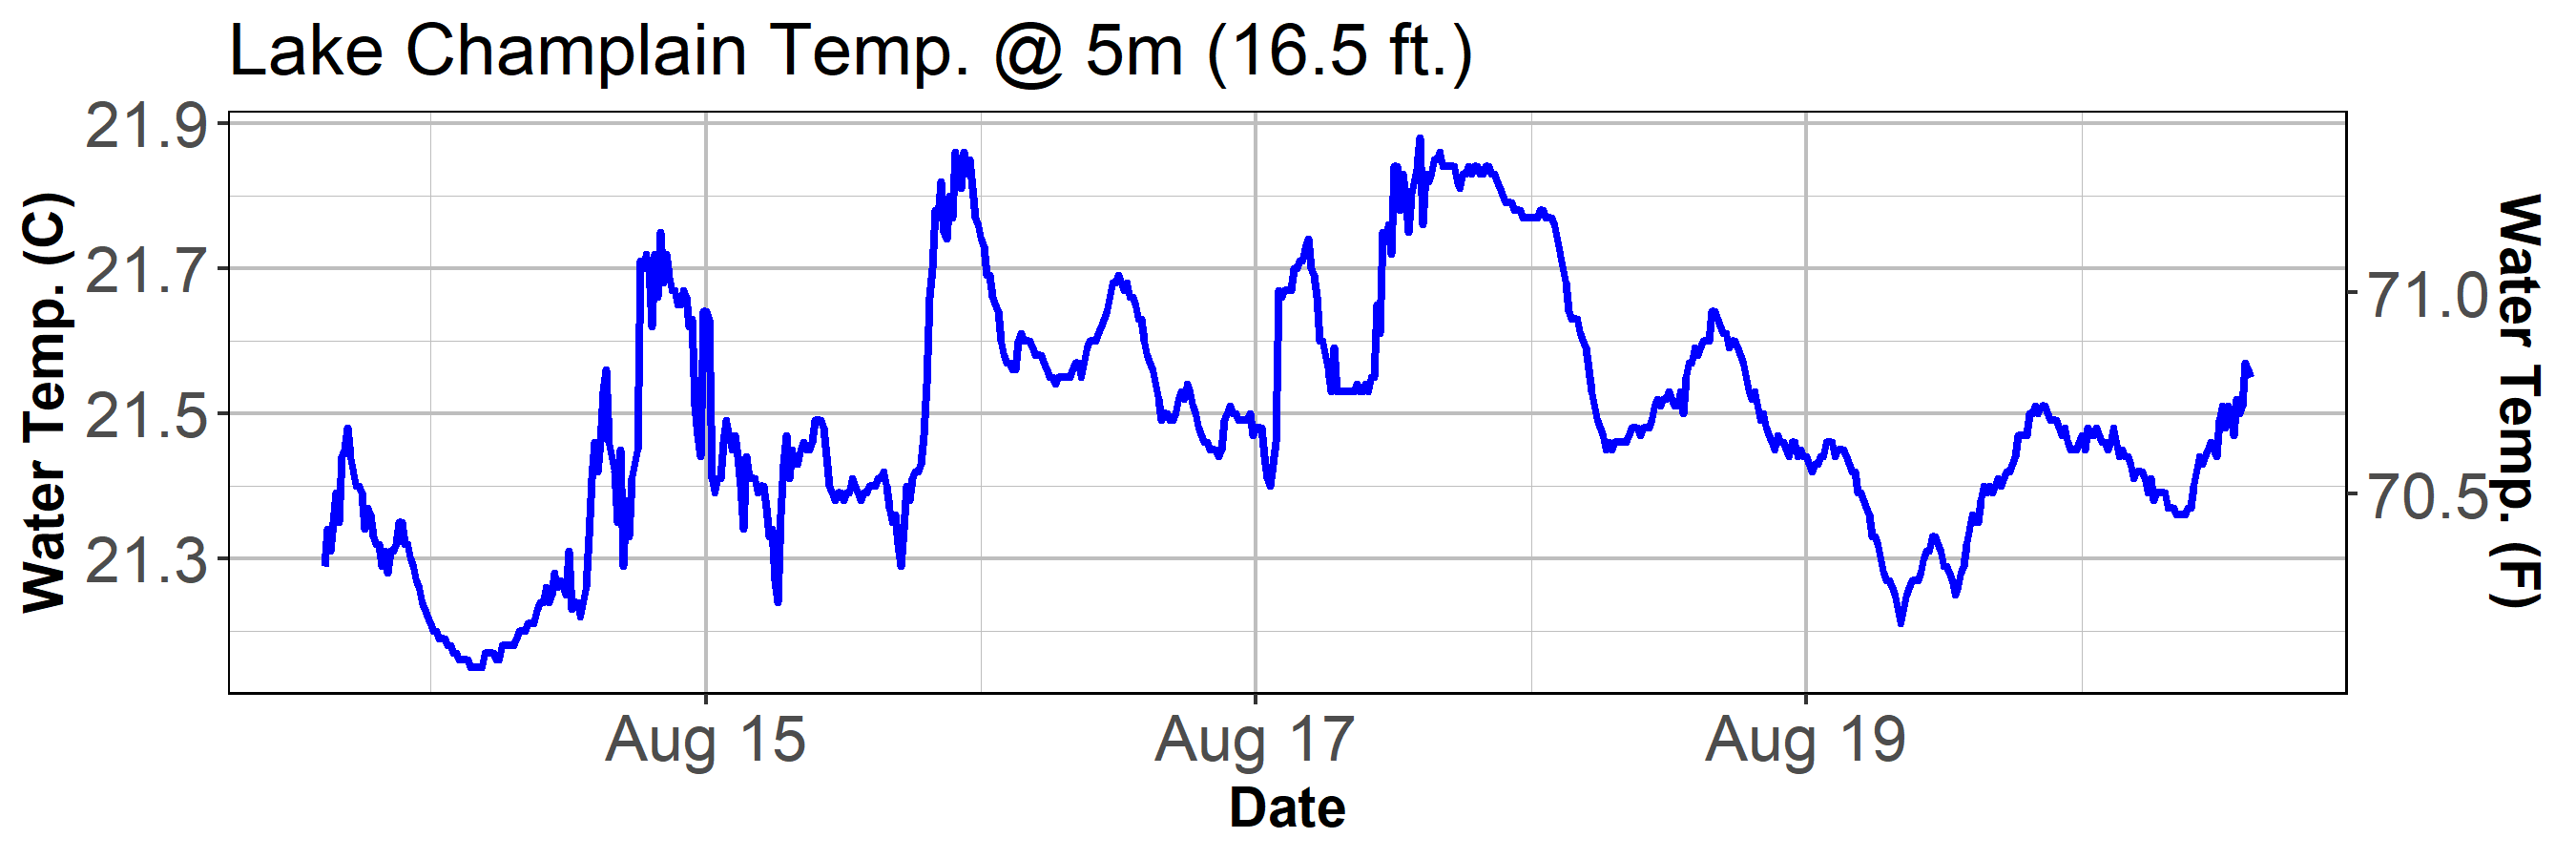 Lake Champlain Temp. @ 5m (16.5 ft.)
Water Temp. (C)
21.9
21.7
21.5
21.3
71.0
70.5
Water Temp. (F)
Aug 15
Aug 17
Aug 19
Date